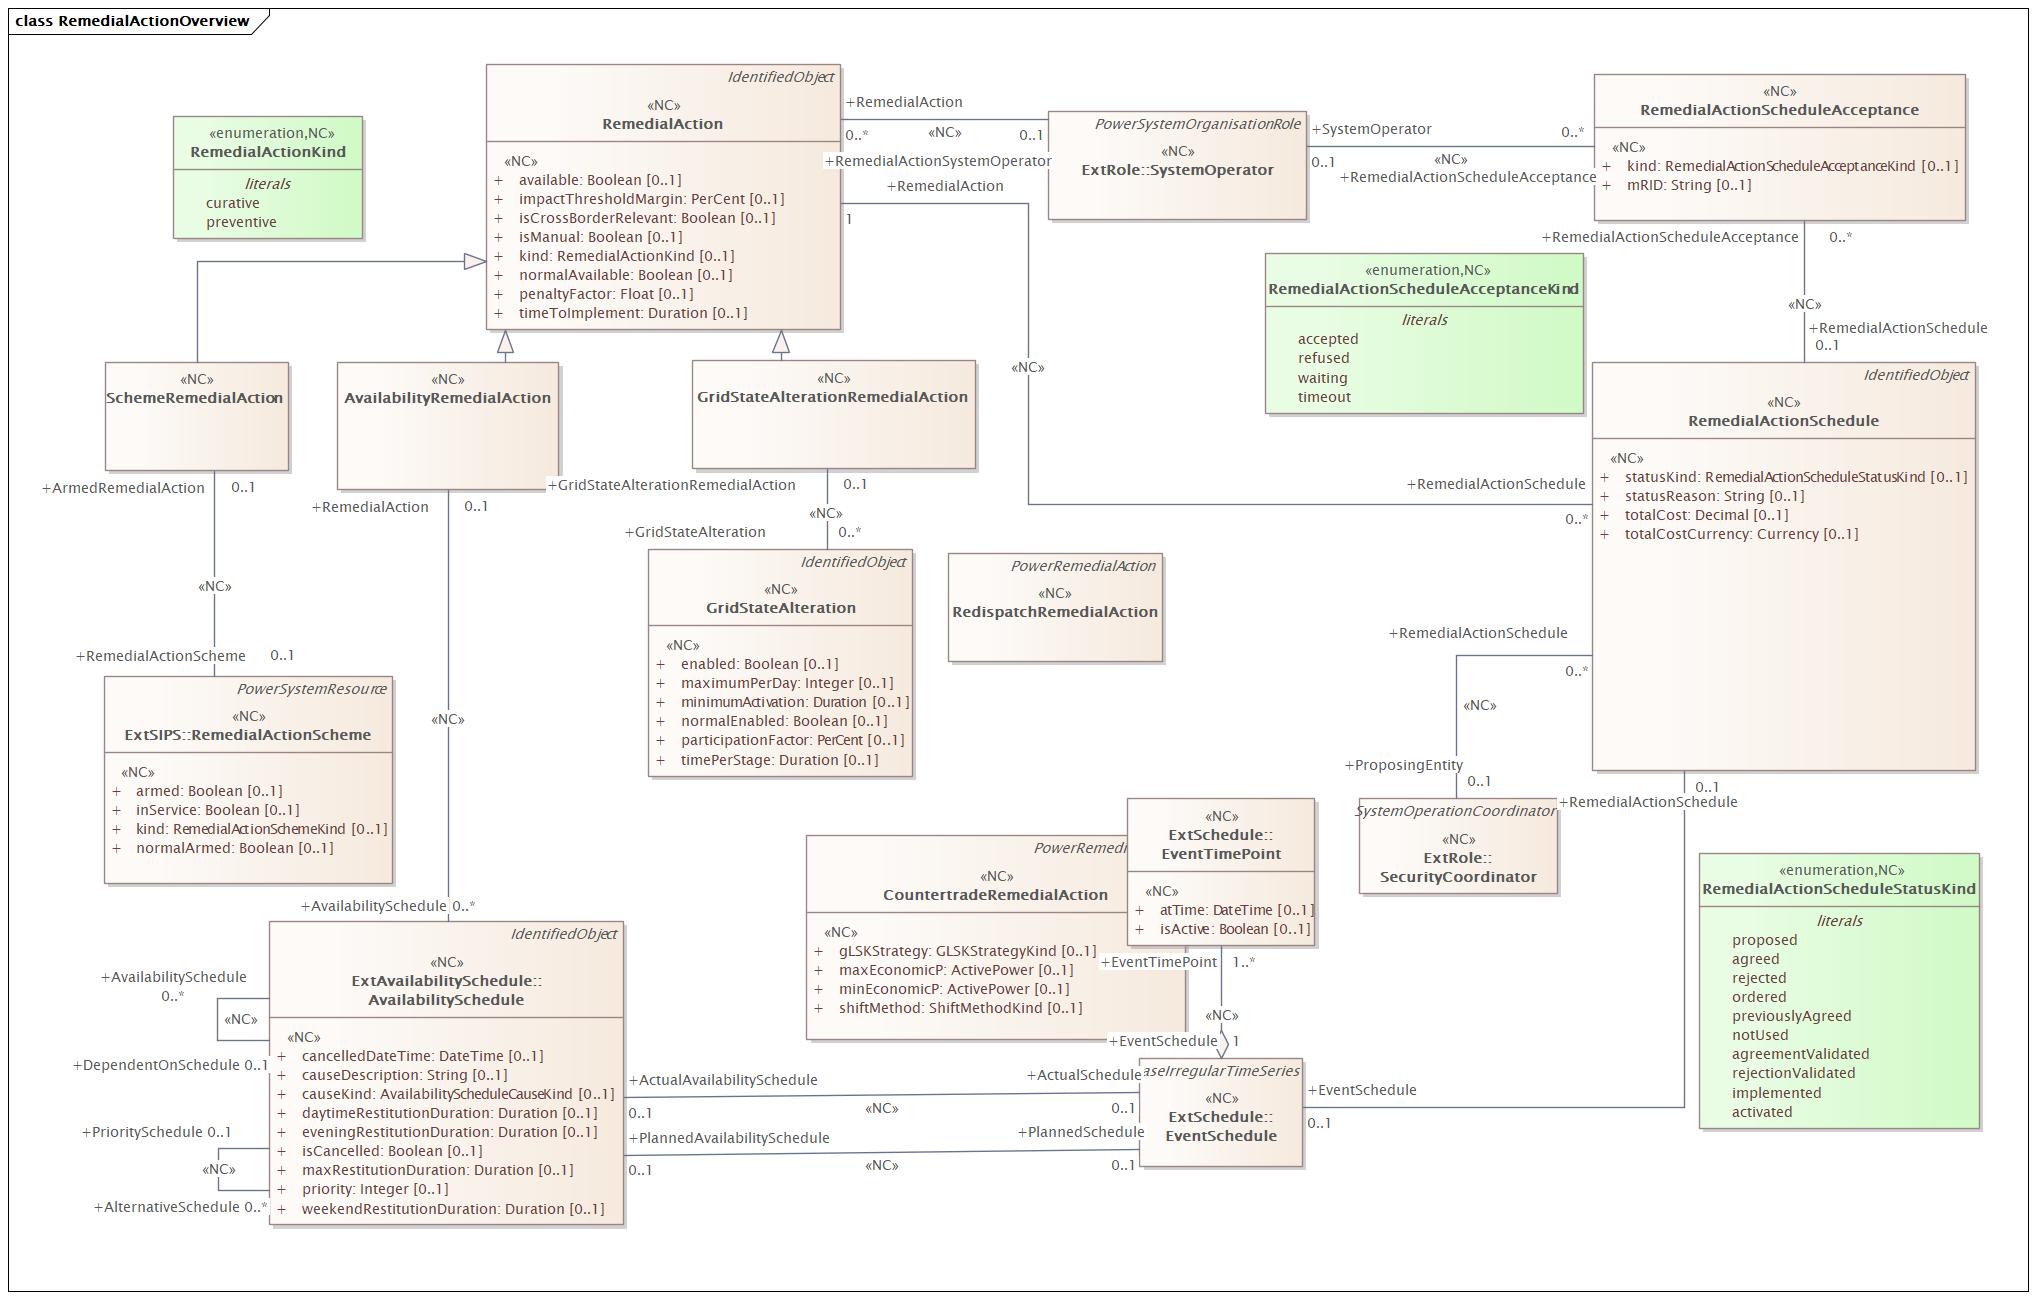 class RemedialActionOverview
IdentifiedObject
«NC»
RemedialAction
«NC»
+ available: Boolean [0..1]
+ impactThresholdMargin: PerCent [0..1]
+ isCrossBorderRelevant: Boolean [0..1]
+ isManual: Boolean [0..1]
+ kind: RemedialActionKind [0..1]
+ normalAvailable: Boolean [0..1]
+ penaltyFactor: Float [0..1]
+ timeToImplement: Duration [0..1]
«enumeration,NC»
RemedialActionKind
literals
curative
preventive
+RemedialAction
0..*
«NC»
0..1
+RemedialActionSystemOperator
PowerSystemOrganisationRole
«NC»
ExtRole::SystemOperator
+SystemOperator
0..*
0..1
«NC»
+RemedialActionScheduleAcceptance
«NC»
RemedialActionScheduleAcceptance
«NC»
+ kind: RemedialActionScheduleAcceptanceKind [0..1]
+ mRID: String [0..1]
+RemedialAction
1
«NC»
+RemedialActionSchedule
0..*
+RemedialActionScheduleAcceptance
0..*
«NC»
+RemedialActionSchedule
0..1
«enumeration,NC»
RemedialActionScheduleAcceptanceKind
literals
accepted
refused
waiting
timeout
«NC»
SchemeRemedialAction
«NC»
AvailabilityRemedialAction
«NC»
GridStateAlterationRemedialAction
IdentifiedObject
«NC»
RemedialActionSchedule
«NC»
+ statusKind: RemedialActionScheduleStatusKind [0..1]
+ statusReason: String [0..1]
+ totalCost: Decimal [0..1]
+ totalCostCurrency: Currency [0..1]
+ArmedRemedialAction
0..1
«NC»
+RemedialActionScheme
0..1
+RemedialAction
0..1
«NC»
+AvailabilitySchedule 0..*
+GridStateAlterationRemedialAction
0..1
«NC»
+GridStateAlteration
0..*
IdentifiedObject
«NC»
GridStateAlteration
«NC»
+ enabled: Boolean [0..1]
+ maximumPerDay: Integer [0..1]
+ minimumActivation: Duration [0..1]
+ normalEnabled: Boolean [0..1]
+ participationFactor: PerCent [0..1]
+ timePerStage: Duration [0..1]
PowerRemedialAction
«NC»
RedispatchRemedialAction
PowerSystemResource
«NC»
ExtSIPS::RemedialActionScheme
«NC»
+ armed: Boolean [0..1]
+ inService: Boolean [0..1]
+ kind: RemedialActionSchemeKind [0..1]
+ normalArmed: Boolean [0..1]
+RemedialActionSchedule
0..*
«NC»
+ProposingEntity
0..1
SystemOperationCoordinator
«NC»
ExtRole::
SecurityCoordinator
0..1
+RemedialActionSchedule
PowerRemedi
«NC»
CountertradeRemedialAction
«NC»
+ gLSKStrategy: GLSKStrategyKind [0..1]
+ maxEconomicP: ActivePower [0..1]
+ minEconomicP: ActivePower [0..1]
+ shiftMethod: ShiftMethodKind [0..1]
«NC»
ExtSchedule::
EventTimePoint
«NC»
+ atTime: DateTime [0..1]
+ isActive: Boolean [0..1]
+EventTimePoint
1..*
«NC»
+EventSchedule
1
«enumeration,NC»
RemedialActionScheduleStatusKind
literals
proposed
agreed
rejected
ordered
previouslyAgreed
notUsed
agreementValidated
rejectionValidated
implemented
activated
IdentifiedObject
«NC»
ExtAvailabilitySchedule::
AvailabilitySchedule
«NC»
+ cancelledDateTime: DateTime [0..1]
+ causeDescription: String [0..1]
+ causeKind: AvailabilityScheduleCauseKind [0..1]
+ daytimeRestitutionDuration: Duration [0..1]
+ eveningRestitutionDuration: Duration [0..1]
+ isCancelled: Boolean [0..1]
+ maxRestitutionDuration: Duration [0..1]
+ priority: Integer [0..1]
+ weekendRestitutionDuration: Duration [0..1]
+AvailabilitySchedule
0..*
«NC»
+DependentOnSchedule 0..1
+PrioritySchedule 0..1
«NC»
+AlternativeSchedule 0..*
+ActualAvailabilitySchedule
0..1
«NC»
+ActualSchedule
0..1
+PlannedAvailabilitySchedule
0..1
«NC»
+PlannedSchedule
0..1
aseIrregularTimeSeries
«NC»
ExtSchedule::
EventSchedule
+EventSchedule
0..1